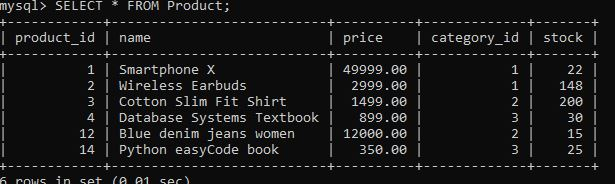 mysql> SELECT * FROM Product;
+------------+---------------------------+----------+-------------+-------+
| product_id | name                      | price    | category_id | stock |
+------------+---------------------------+----------+-------------+-------+
|          1 | Smartphone X              | 49999.00 |           1 |    22 |
|          2 | Wireless Earbuds          |  2999.00 |           1 |   148 |
|          3 | Cotton Slim Fit Shirt     |  1499.00 |           2 |   200 |
|          4 | Database Systems Textbook |   899.00 |           3 |    30 |
|         12 | Blue denim jeans women    | 12000.00 |           2 |    15 |
|         14 | Python easyCode book      |   350.00 |           3 |    25 |
+------------+---------------------------+----------+-------------+-------+
6 rows in set (0.01 sec)